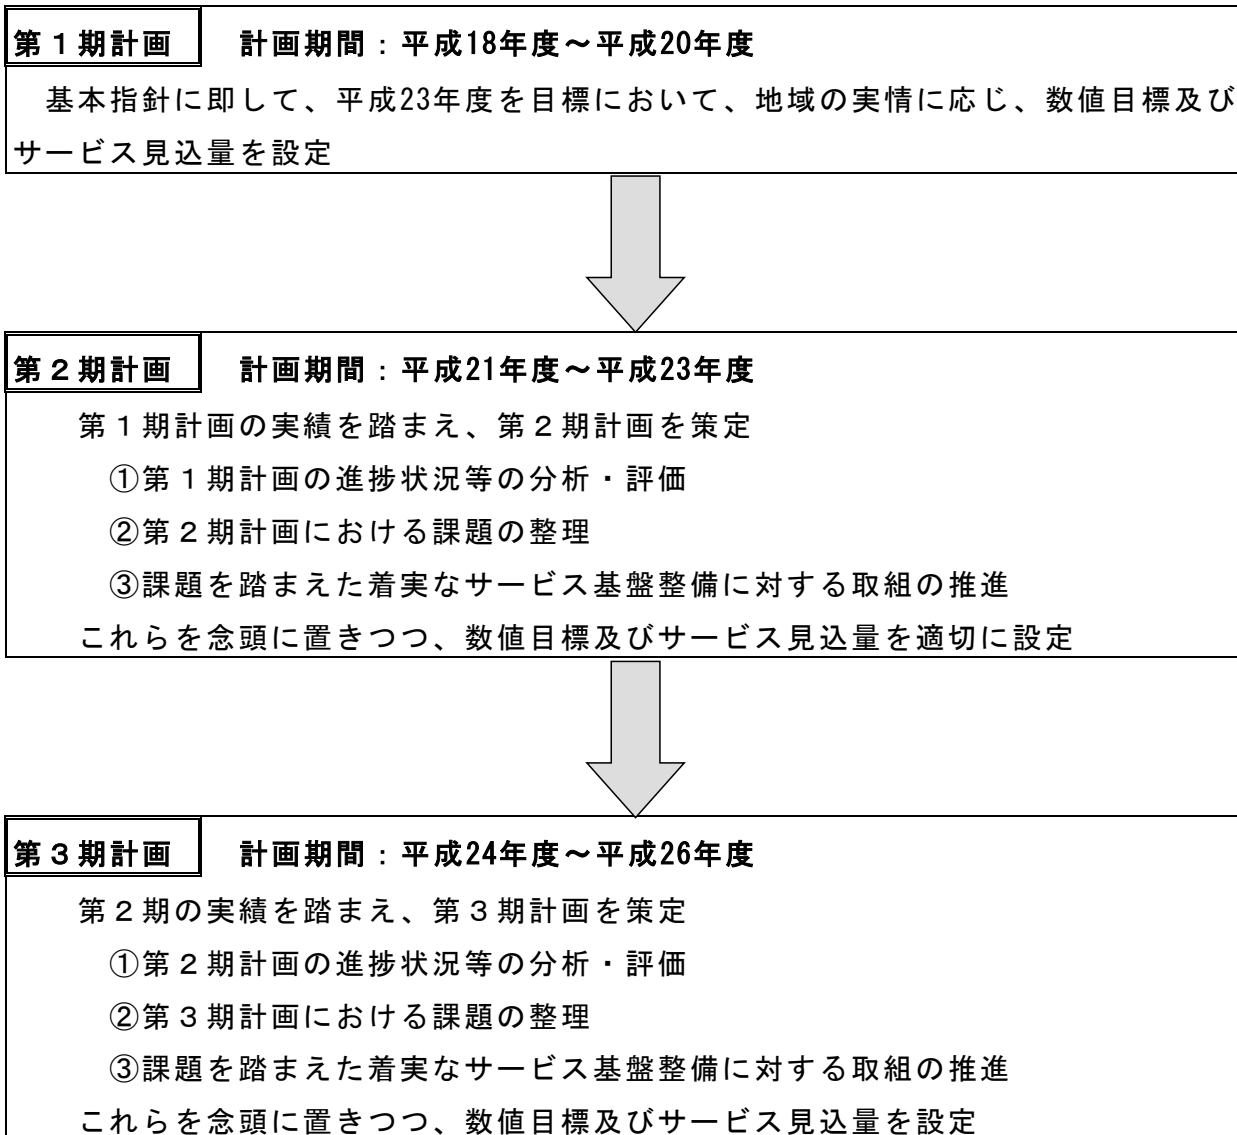 第１期計画　計画期間：平成18年度～平成20年度
基本指針に即して、平成23年度を目標において、地域の実情に応じ、数値目標及び
サービス見込量を設定
第２期計画　計画期間：平成21年度～平成23年度
第１期計画の実績を踏まえ、第２期計画を策定
①第１期計画の進捗状況等の分析・評価
②第２期計画における課題の整理
③課題を踏まえた着実なサービス基盤整備に対する取組の推進
これらを念頭に置きつつ、数値目標及びサービス見込量を適切に設定
第３期計画　計画期間：平成24年度～平成26年度
第２期の実績を踏まえ、第３期計画を策定
①第２期計画の進捗状況等の分析・評価
②第３期計画における課題の整理
③課題を踏まえた着実なサービス基盤整備に対する取組の推進
これらを念頭に置きつつ、数値目標及びサービス見込量を設定